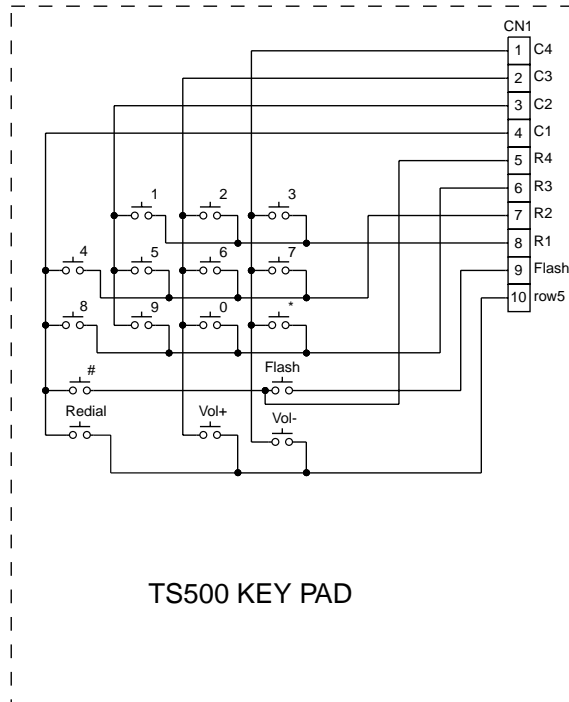 CN1
1 C4
2 C3
3 C2
4 C1
5 R4
6 R3
1 2 3
7 R2
8 R1
4 5 6 7
9 Flash
10 row5
8 9 0 *
# Flash
Redial Vol+ Vol-
TS500 KEY PAD